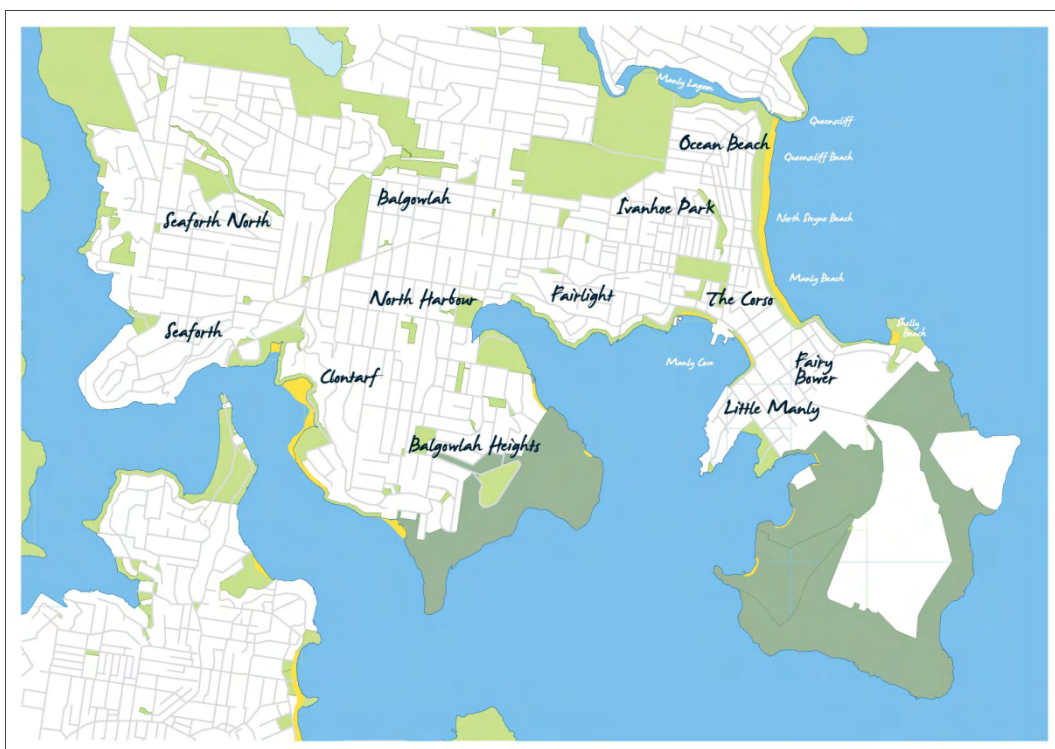 Manly Lagoon
Queenscliff
Ocean Beach
Queenscliff Beach
Balgowlah
Ivanhoe Park
Seaforth North
North Steyne Beach
Manly Beach
Fairlight
North Harbour
The Corso
Seaforth
Shelly
Beach
Manly Cove
Fairy
Bower
Clontarf
Little Manly
Balgowlah Heights